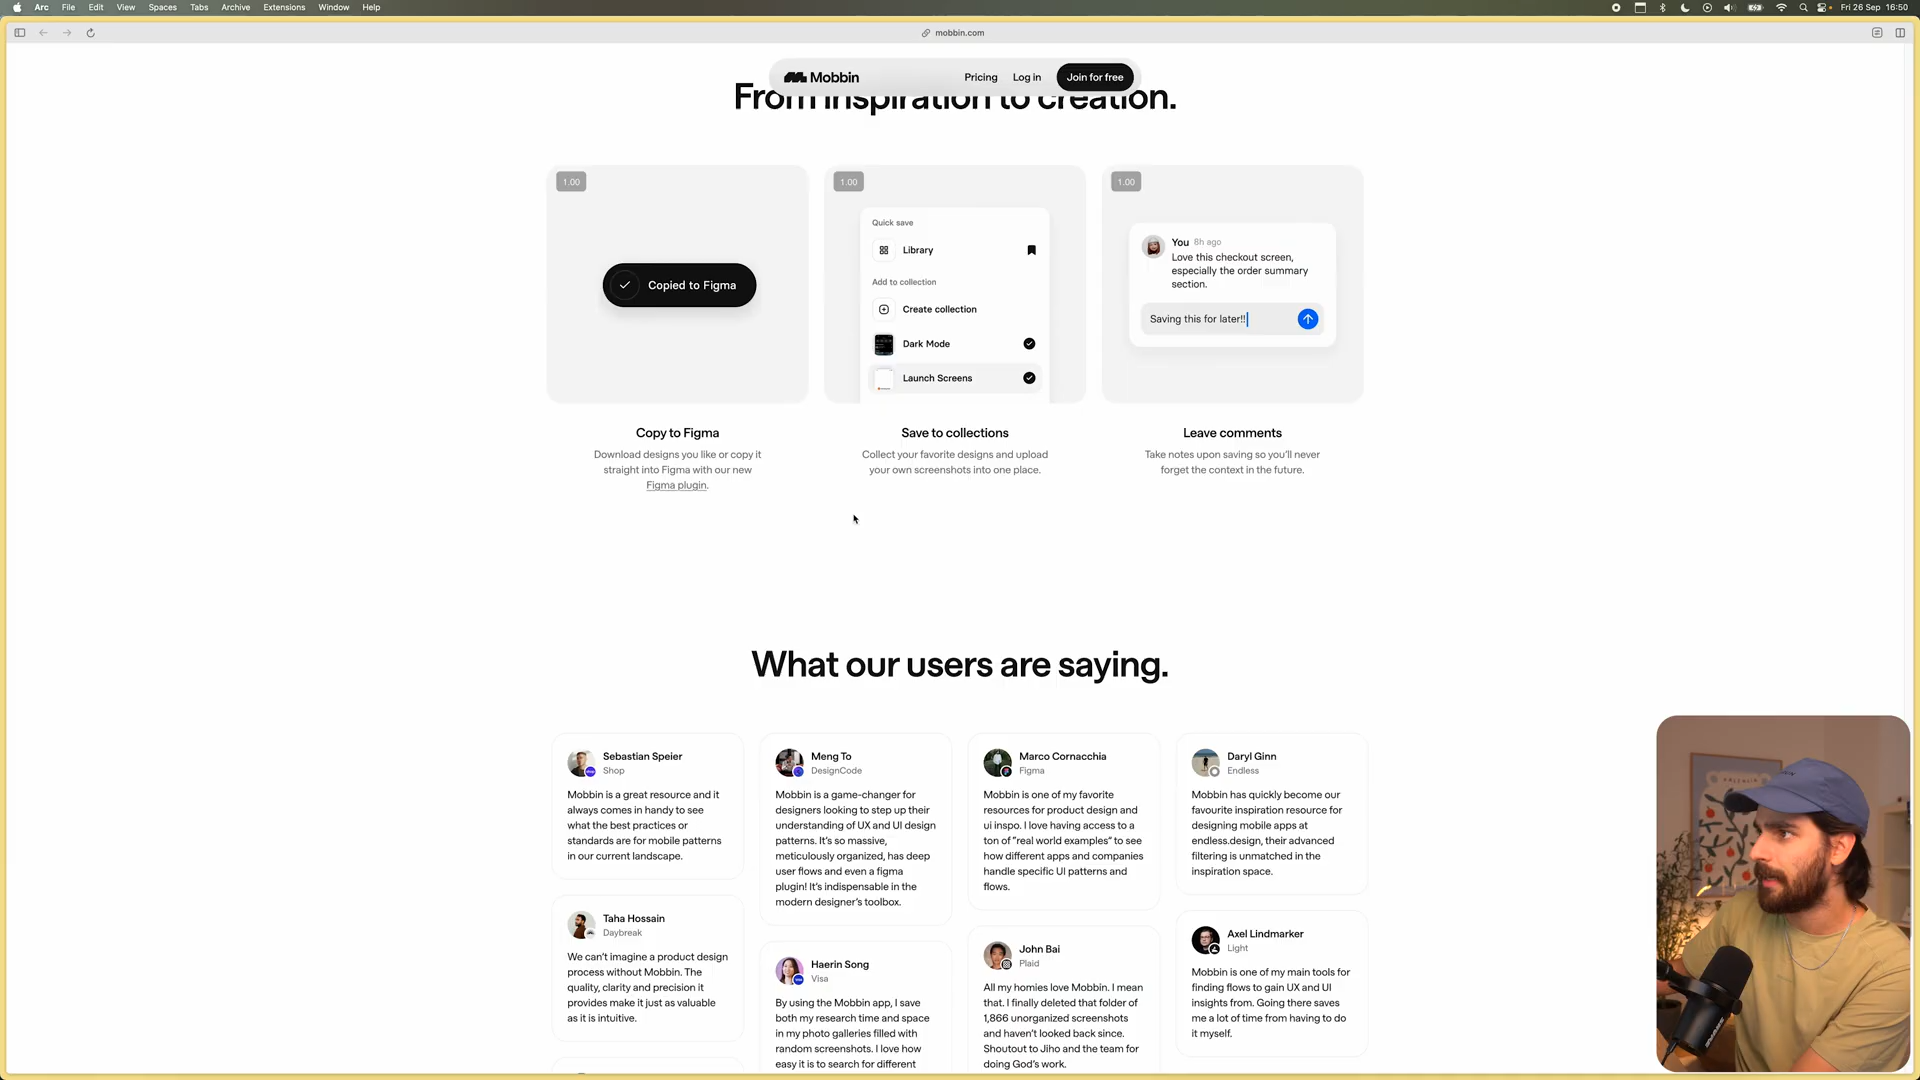 Arc File Edit View Spaces Tabs Archive Extensions Window Help
Fri 26 Sep 16:50
mobbin.com
Mobbin Pricing Log in Join for free
From inspiration to creation.
1.00
Copied to Figma
Copy to Figma
Download designs you like or copy it
straight into Figma with our new
Figma plugin.
1.00
Quick save
Library
Add to collection
Create collection
Dark Mode
Launch Screens
Save to collections
Collect your favorite designs and upload
your own screenshots into one place.
1.00
You 8h ago
Love this checkout screen,
especially the order summary
section.
Saving this for later!!
Leave comments
Take notes upon saving so you'll never
forget the context in the future.
What our users are saying.
Sebastian Speier
Shop
Mobbin is a great resource and it
always comes in handy to see
what the best practices or
standards are for mobile patterns
in our current landscape.
Taha Hossain
Daybreak
We can't imagine a product design
process without Mobbin. The
quality, clarity and precision it
provides make it just as valuable
as it is intuitive.
Meng To
DesignCode
Mobbin is a game-changer for
designers looking to step up their
understanding of UX and UI design
patterns. It's so massive,
meticulously organized, has deep
user flows and even a figma
plugin! It's indispensable in the
modern designer's toolbox.
Haerin Song
Visa
By using the Mobbin app, I save
both my research time and space
in my photo galleries filled with
random screenshots. I love how
easy it is to search for different
Marco Cornacchia
Figma
Mobbin is one of my favorite
resources for product design and
ui inspo. I love having access to a
ton of "real world examples" to see
how different apps and companies
handle specific UI patterns and
flows.
John Bai
Plaid
All my homies love Mobbin. I mean
that. I finally deleted that folder of
1,866 unorganized screenshots
and haven't looked back since.
Shoutout to Jiho and the team for
doing God's work.
Daryl Ginn
Endless
Mobbin has quickly become our
favourite inspiration resource for
designing mobile apps at
endless.design, their advanced
filtering is unmatched in the
inspiration space.
Axel Lindmarker
Light
Mobbin is one of my main tools for
finding flows to gain UX and UI
insights from. Going there saves
me a lot of time from having to do
it myself.